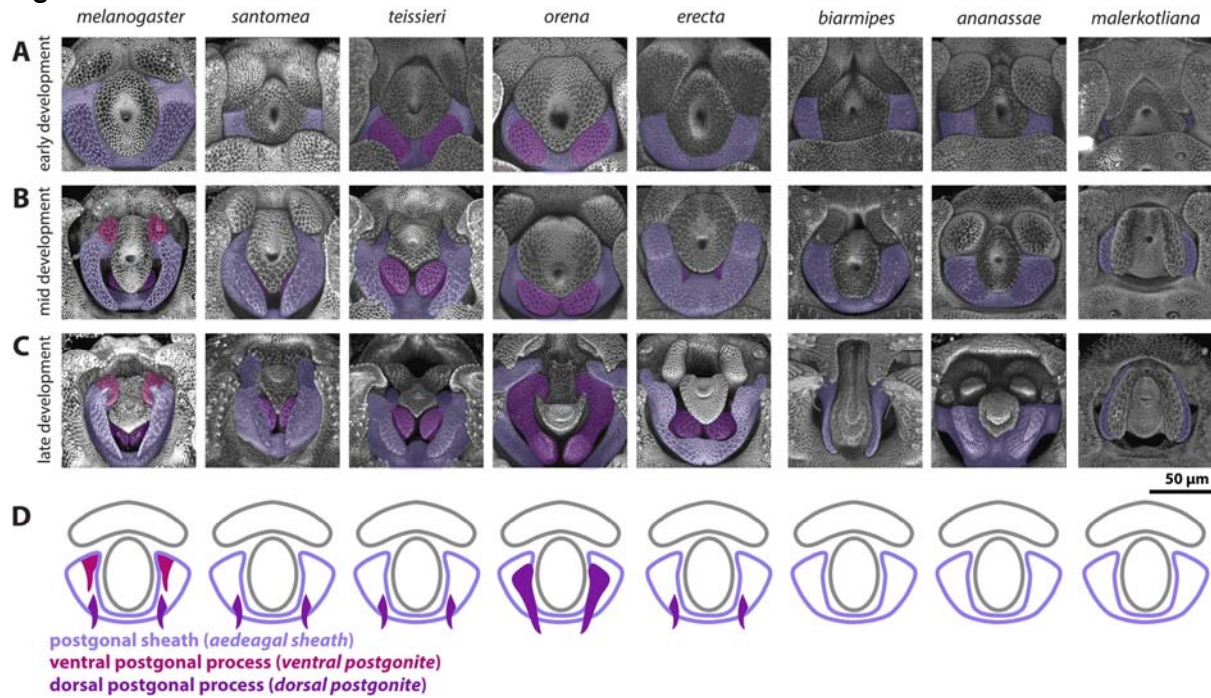 melanogaster santomea teissieri orena erecta biarmipes ananassae malerkotliana
A
early development
B
mid development
C
late development
50 µm
D
postgonal sheath (aedeagal sheath)
ventral postgonal process (ventral postgonite)
dorsal postgonal process (dorsal postgonite)